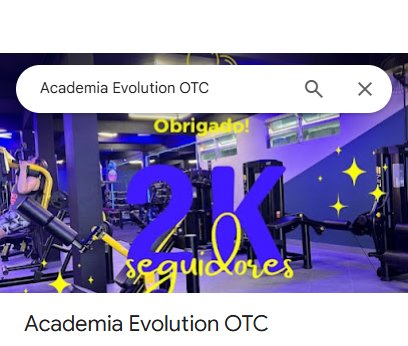 Academia Evolution OTC
Obrigado!
2K
seguidores
Academia Evolution OTC